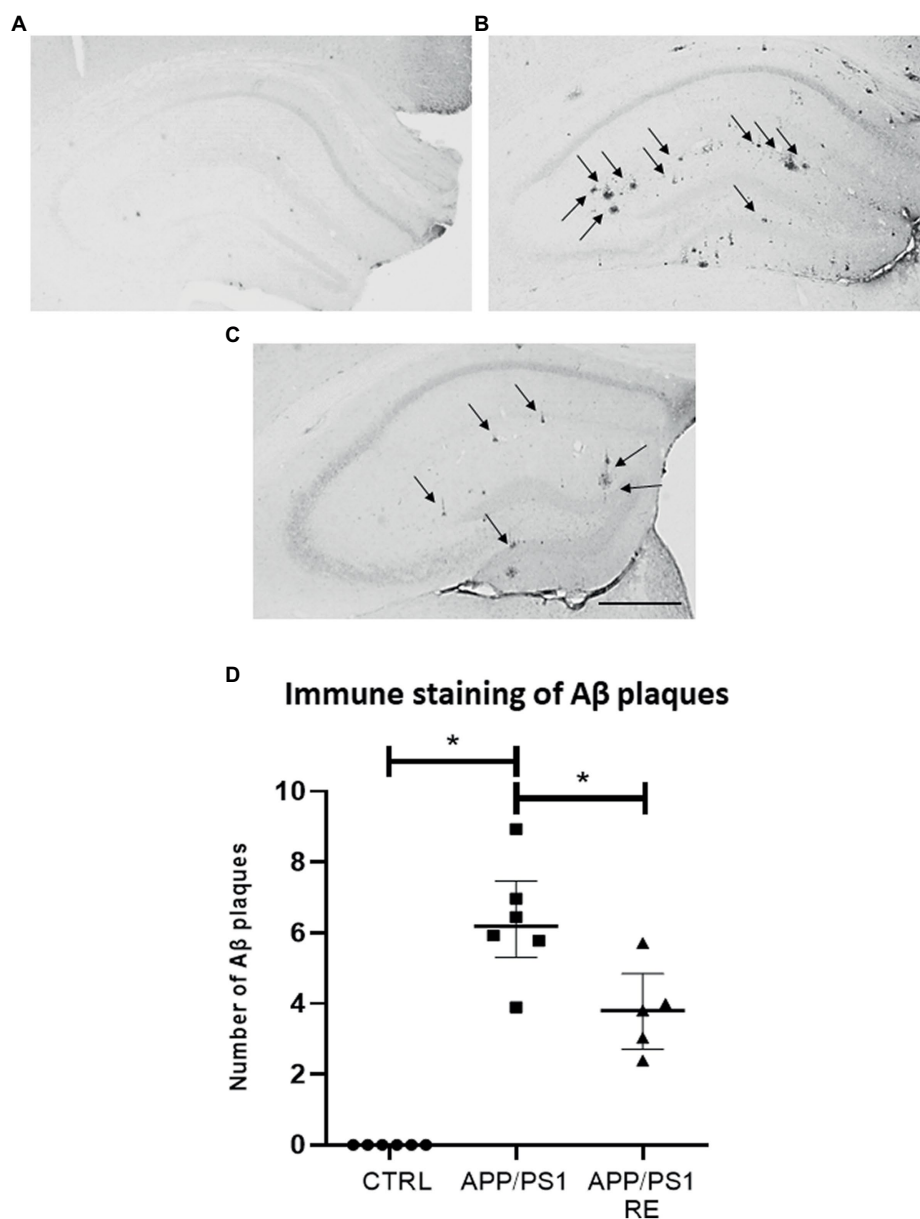 A
B
C
D
Immune staining of Aβ plaques
*
*
10
8
6
4
2
0
Number of Aβ plaques
CTRL
APP/PS1
APP/PS1
RE